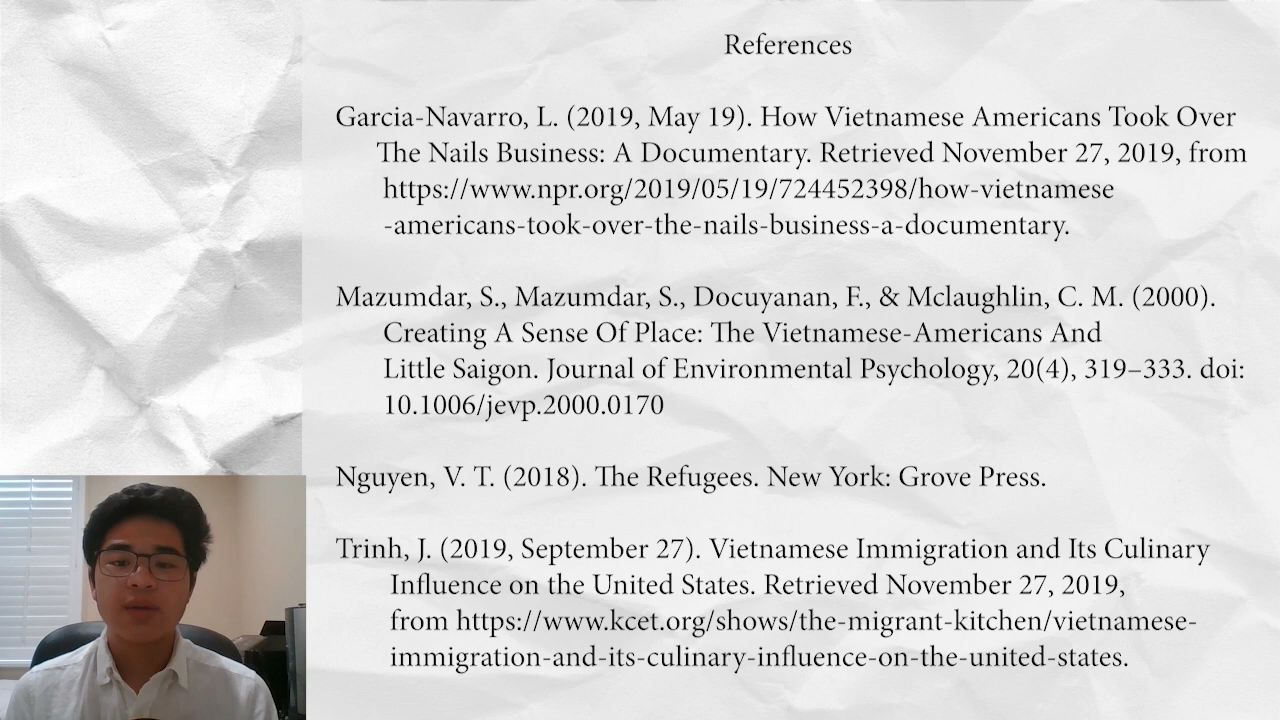 References
Garcia-Navarro, L. (2019, May 19). How Vietnamese Americans Took Over
The Nails Business: A Documentary. Retrieved November 27, 2019, from
https://www.npr.org/2019/05/19/724452398/how-vietnamese
-americans-took-over-the-nails-business-a-documentary.
Mazumdar, S., Mazumdar, S., Docuyanan, F., & Mclaughlin, C. M. (2000).
Creating A Sense Of Place: The Vietnamese-Americans And
Little Saigon. Journal of Environmental Psychology, 20(4), 319–333. doi:
10.1006/jevp.2000.0170
Nguyen, V. T. (2018). The Refugees. New York: Grove Press.
Trinh, J. (2019, September 27). Vietnamese Immigration and Its Culinary
Influence on the United States. Retrieved November 27, 2019,
from https://www.kcet.org/shows/the-migrant-kitchen/vietnamese-
immigration-and-its-culinary-influence-on-the-united-states.